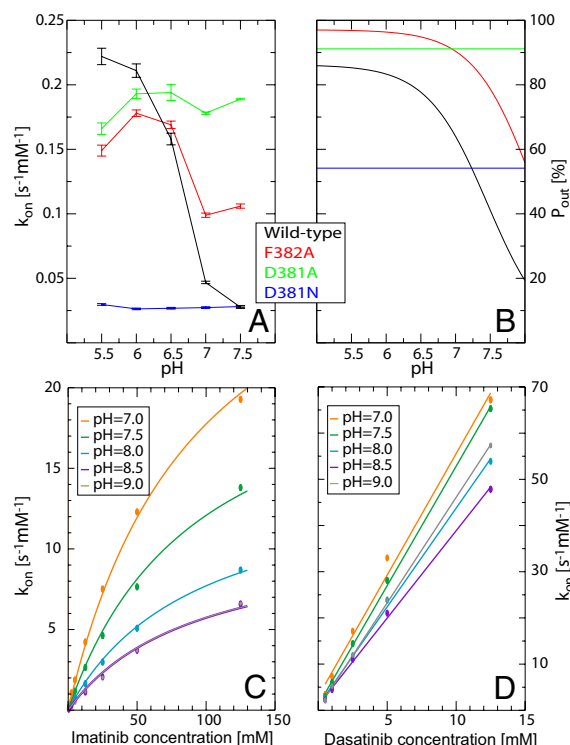 0.25
0.2
0.15
0.1
0.05
k_on [s⁻¹mM⁻¹]
5.5 6 6.5 7 7.5
pH
A
Wild-type
F382A
D381A
D381N
100
80
60
40
20
P_out [%]
5.5 6 6.5 7 7.5
pH
B
20
15
10
5
k_on [s⁻¹mM⁻¹]
pH=7.0
pH=7.5
pH=8.0
pH=8.5
pH=9.0
0 50 100 150
Imatinib concentration [mM]
C
pH=7.0
pH=7.5
pH=8.0
pH=8.5
pH=9.0
70
50
30
10
k_on [s⁻¹mM⁻¹]
0 5 10 15
Dasatinib concentration [mM]
D